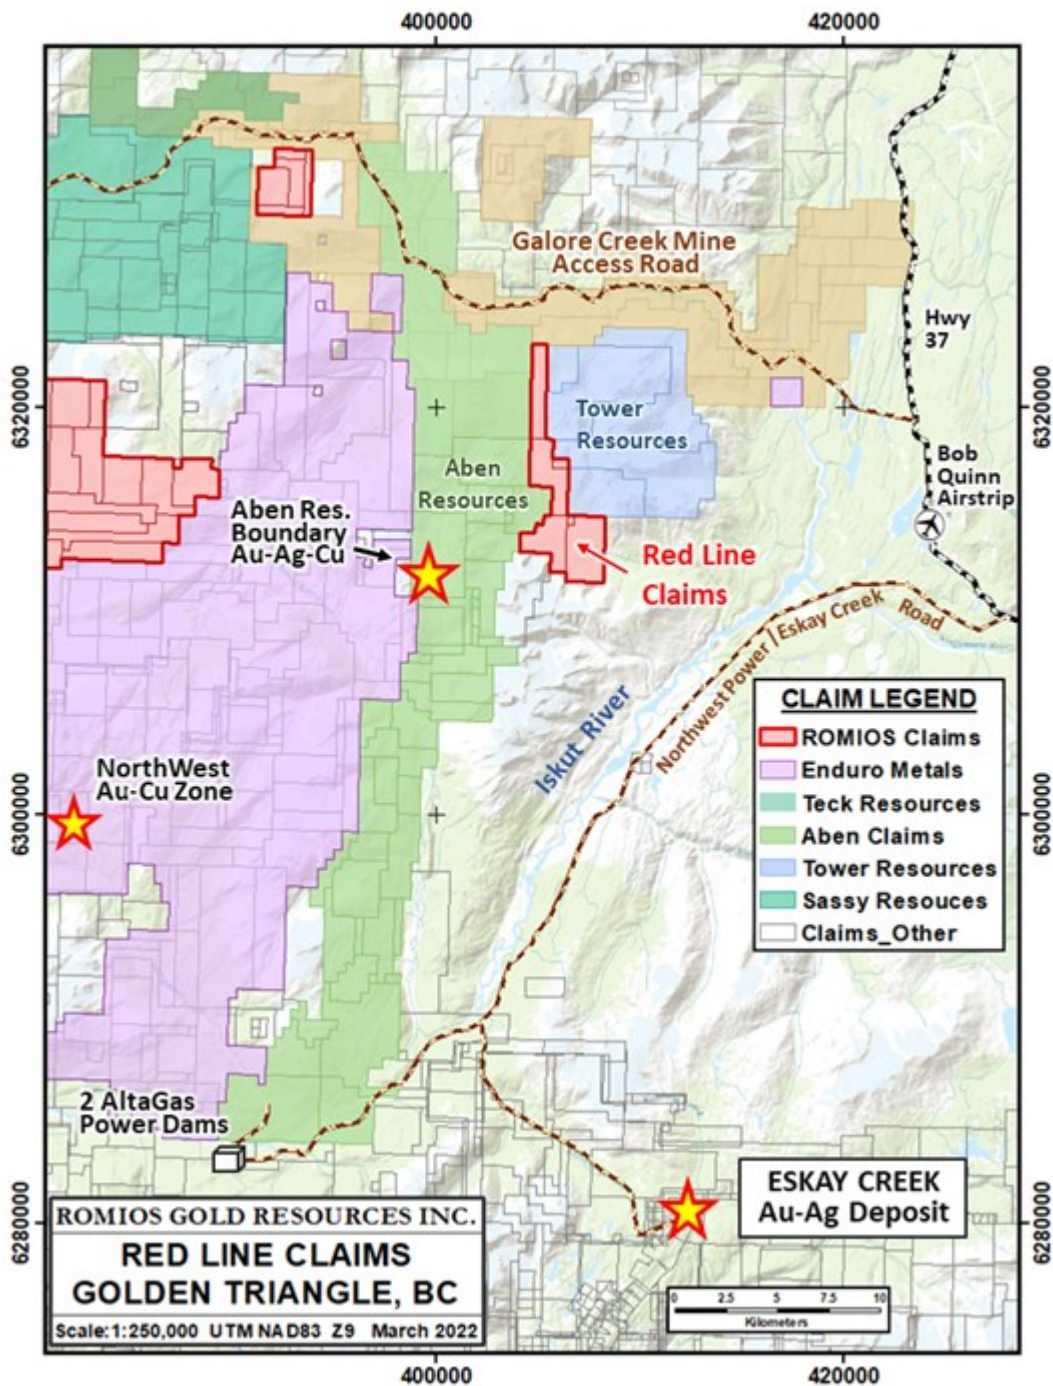 400000
420000
Galore Creek Mine
Access Road
Hwy
37
6320000
6320000
Tower
Resources
Aben
Resources
Bob
Quinn
Airstrip
Aben Res.
Boundary
Au-Ag-Cu
Red Line
Claims
Northwest Power / Eskay Creek Road
Iskut River
CLAIM LEGEND
ROMIOS Claims
Enduro Metals
Teck Resources
Aben Claims
Tower Resources
Sassy Resouces
Claims_Other
NorthWest
Au-Cu Zone
6300000
6300000
2 AltaGas
Power Dams
ESKAY CREEK
Au-Ag Deposit
6280000
6280000
ROMIOS GOLD RESOURCES INC.
RED LINE CLAIMS
GOLDEN TRIANGLE, BC
Scale:1:250,000 UTM NAD83 Z9 March 2022
0 2.5 5 7.5 10
Kilometers
400000
420000